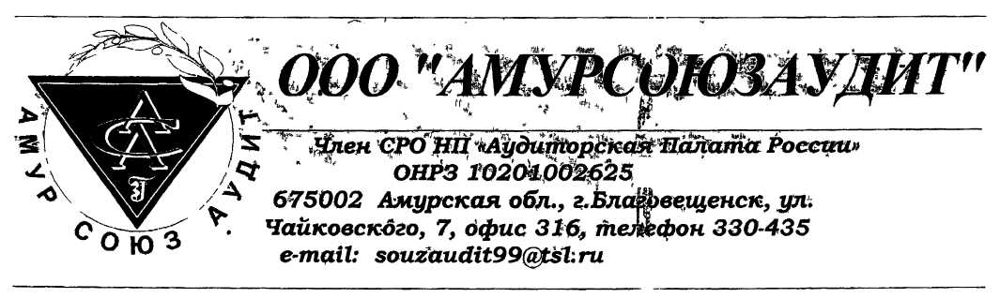 ООО "АМУРСОЮЗАУДИТ"
АМУР СОЮЗ АУДИТ
Член СРО НП «Аудиторская Палата России»
ОНРЗ 10201002625
675002 Амурская обл., г.Благовещенск, ул.
Чайковского, 7, офис 316, телефон 330-435
e-mail: souzaudit99@tsl.ru